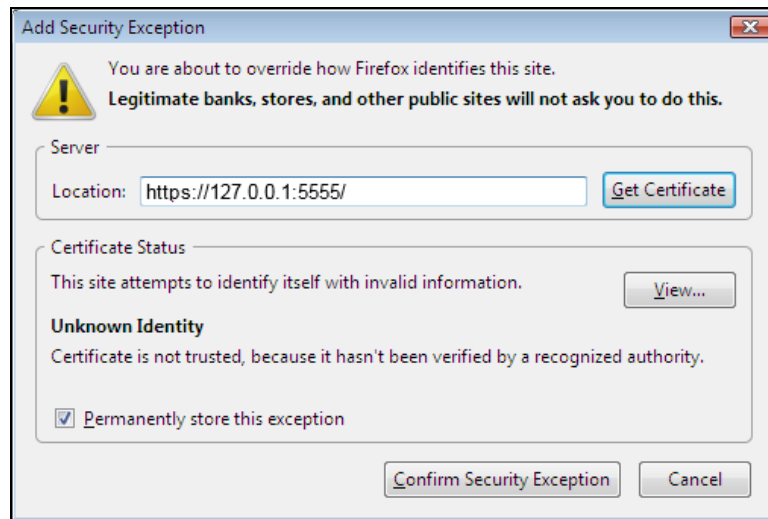 Add Security Exception
You are about to override how Firefox identifies this site.
Legitimate banks, stores, and other public sites will not ask you to do this.
Server
Location: https://127.0.0.1:5555/ Get Certificate
Certificate Status
This site attempts to identify itself with invalid information.
View...
Unknown Identity
Certificate is not trusted, because it hasn't been verified by a recognized authority.
Permanently store this exception
Confirm Security Exception Cancel